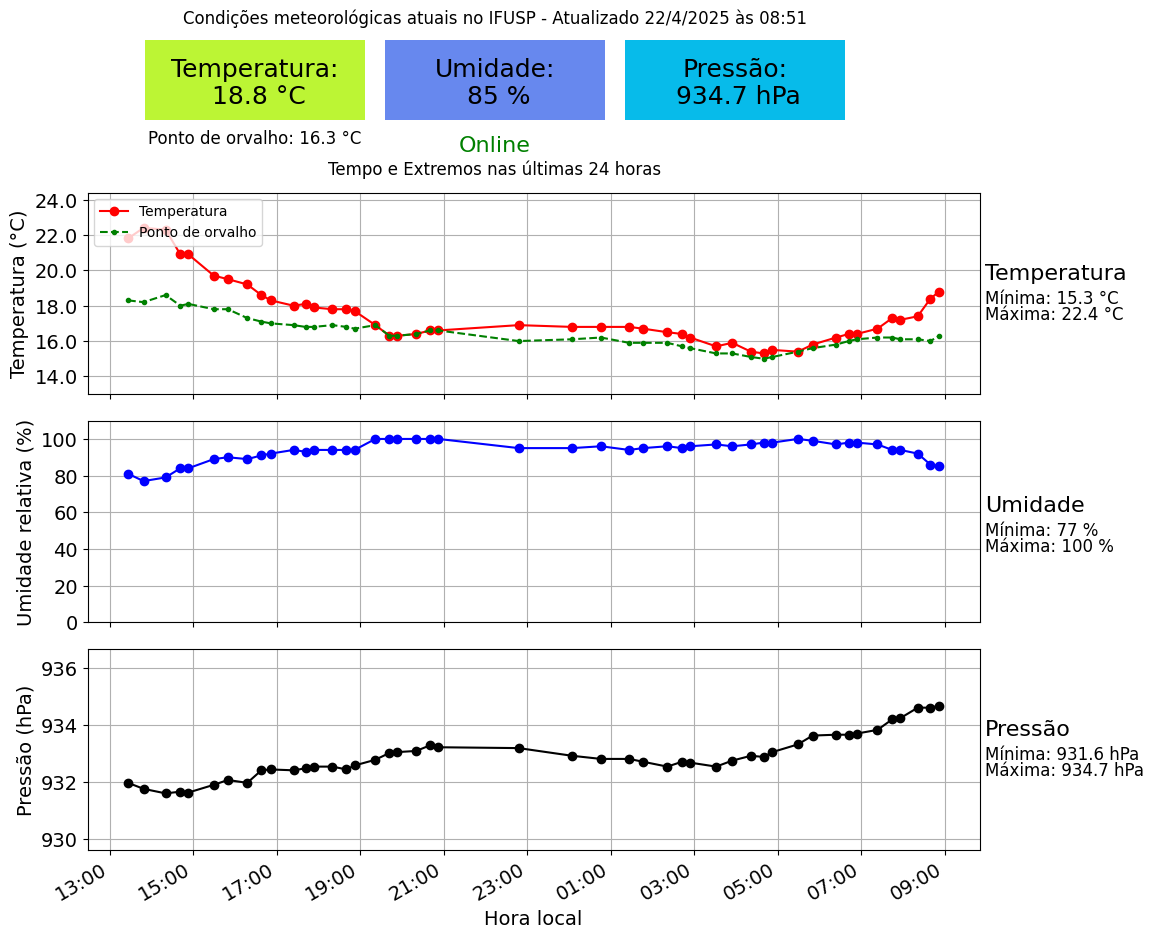 Condições meteorológicas atuais no IFUSP - Atualizado 22/4/2025 às 08:51
Temperatura:
18.8 °C
Umidade:
85 %
Pressão:
934.7 hPa
Ponto de orvalho: 16.3 °C
Online
Tempo e Extremos nas últimas 24 horas
Temperatura (°C)
24.0
22.0
20.0
18.0
16.0
14.0
Temperatura
Ponto de orvalho
Temperatura
Mínima: 15.3 °C
Máxima: 22.4 °C
Umidade relativa (%)
100
80
60
40
20
0
Umidade
Mínima: 77 %
Máxima: 100 %
Pressão (hPa)
936
934
932
930
Pressão
Mínima: 931.6 hPa
Máxima: 934.7 hPa
13:00 15:00 17:00 19:00 21:00 23:00 01:00 03:00 05:00 07:00 09:00
Hora local